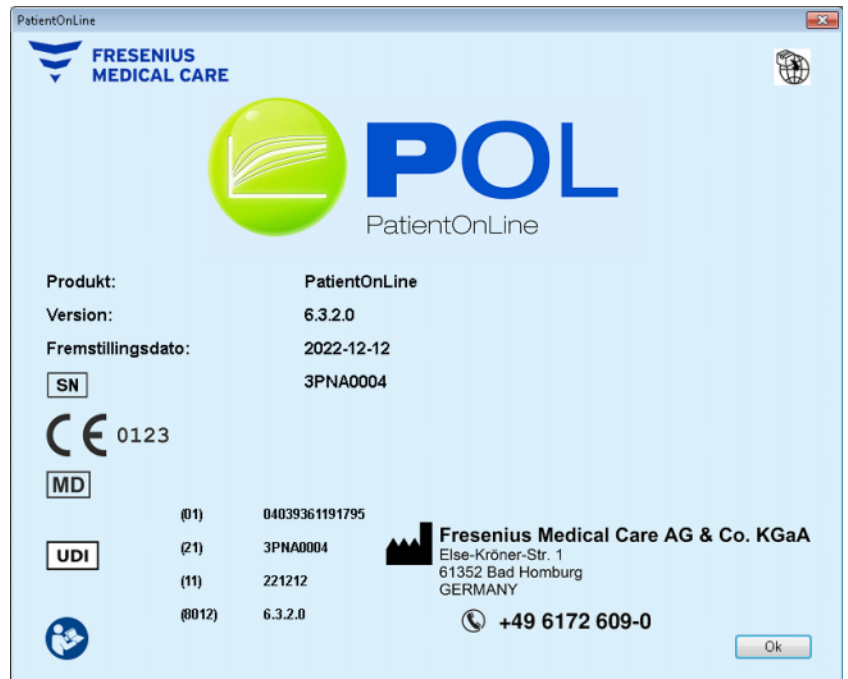 PatientOnLine
FRESENIUS
MEDICAL CARE
POL
PatientOnLine
Produkt: PatientOnLine
Version: 6.3.2.0
Fremstillingsdato: 2022-12-12
SN 3PNA0004
CE 0123
MD
(01) 04039361191795
UDI (21) 3PNA0004
(11) 221212
(8012) 6.3.2.0
Fresenius Medical Care AG & Co. KGaA
Else-Kröner-Str. 1
61352 Bad Homburg
GERMANY
+49 6172 609-0
Ok